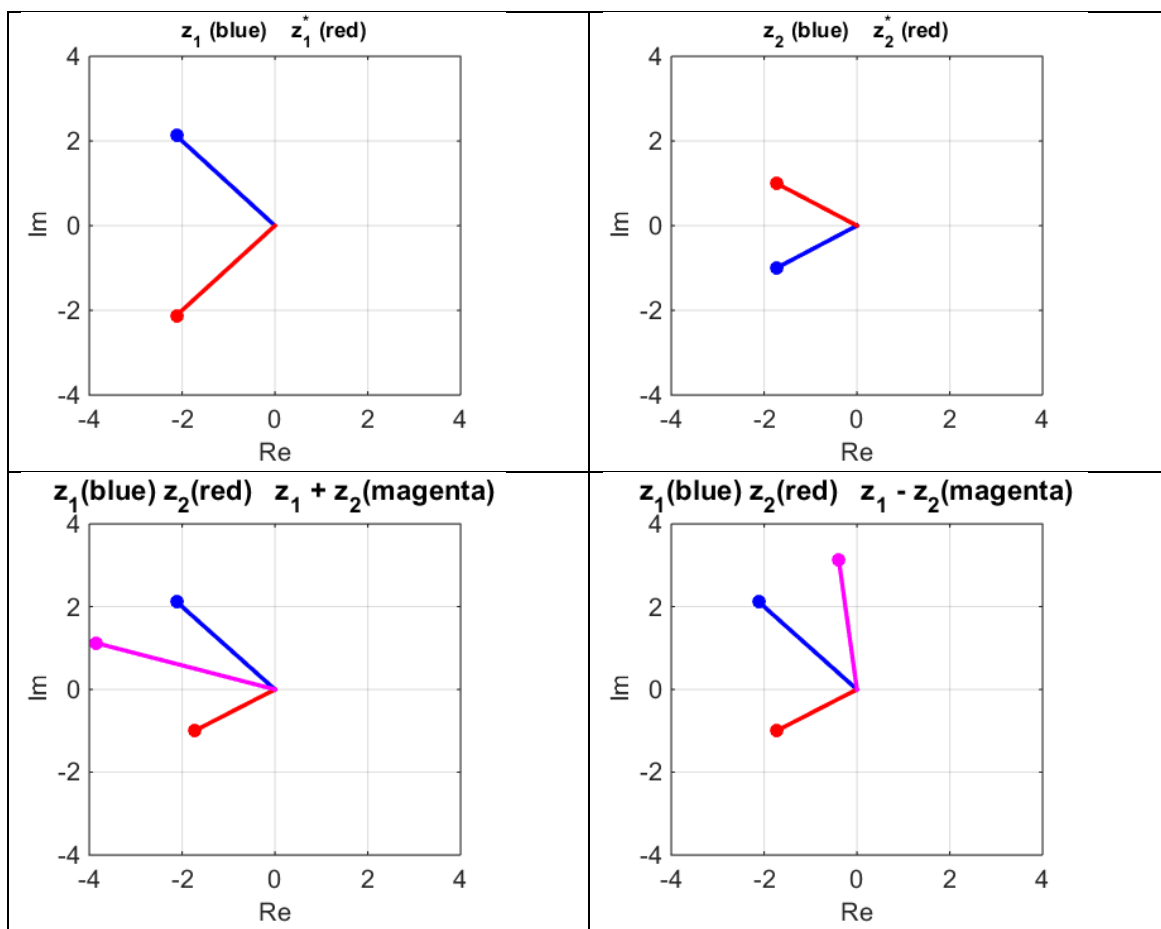 z₁ (blue) z₁* (red)
4
2
0
-2
-4
Im
-4 -2 0 2 4
Re
z₂ (blue) z₂* (red)
4
2
0
-2
-4
Im
-4 -2 0 2 4
Re
z₁(blue) z₂(red) z₁ + z₂(magenta)
4
2
0
-2
-4
Im
-4 -2 0 2 4
Re
z₁(blue) z₂(red) z₁ - z₂(magenta)
4
2
0
-2
-4
Im
-4 -2 0 2 4
Re